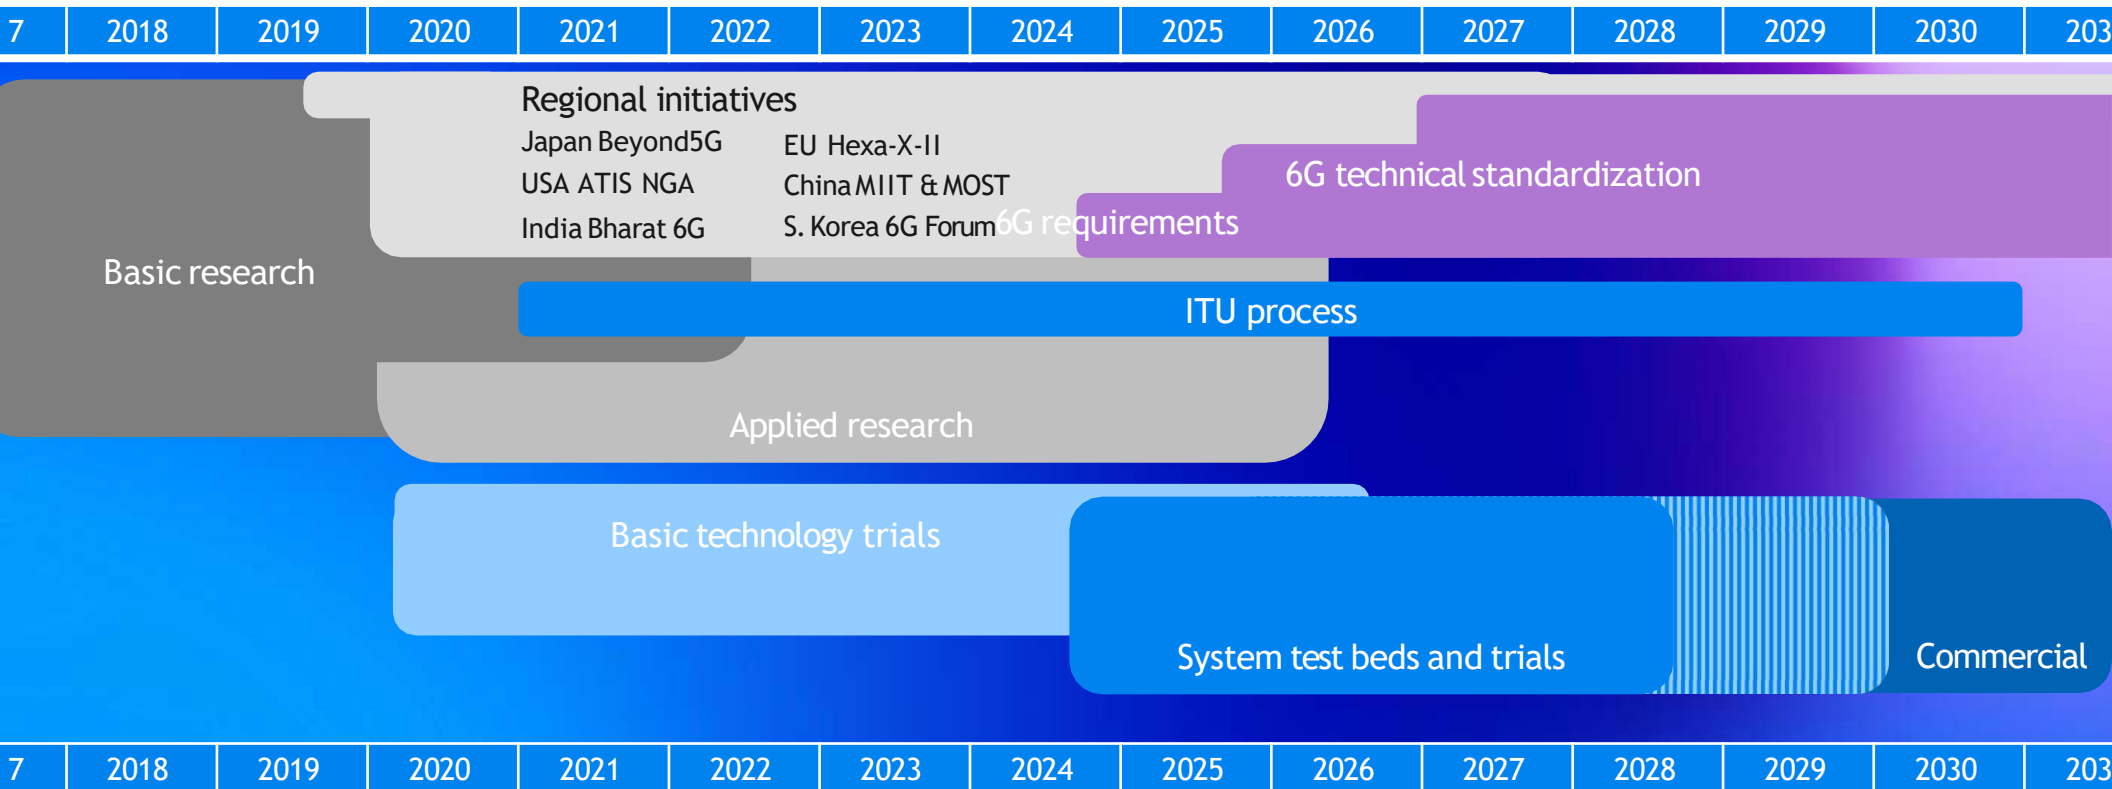 7 2018 2019 2020 2021 2022 2023 2024 2025 2026 2027 2028 2029 2030 203
Regional initiatives
Japan Beyond5G
USA ATIS NGA
India Bharat 6G
EU Hexa-X-II
China MIIT & MOST
S. Korea 6G Forum
6G requirements
6G technical standardization
Basic research
ITU process
Applied research
Basic technology trials
System test beds and trials
Commercial
7 2018 2019 2020 2021 2022 2023 2024 2025 2026 2027 2028 2029 2030 203